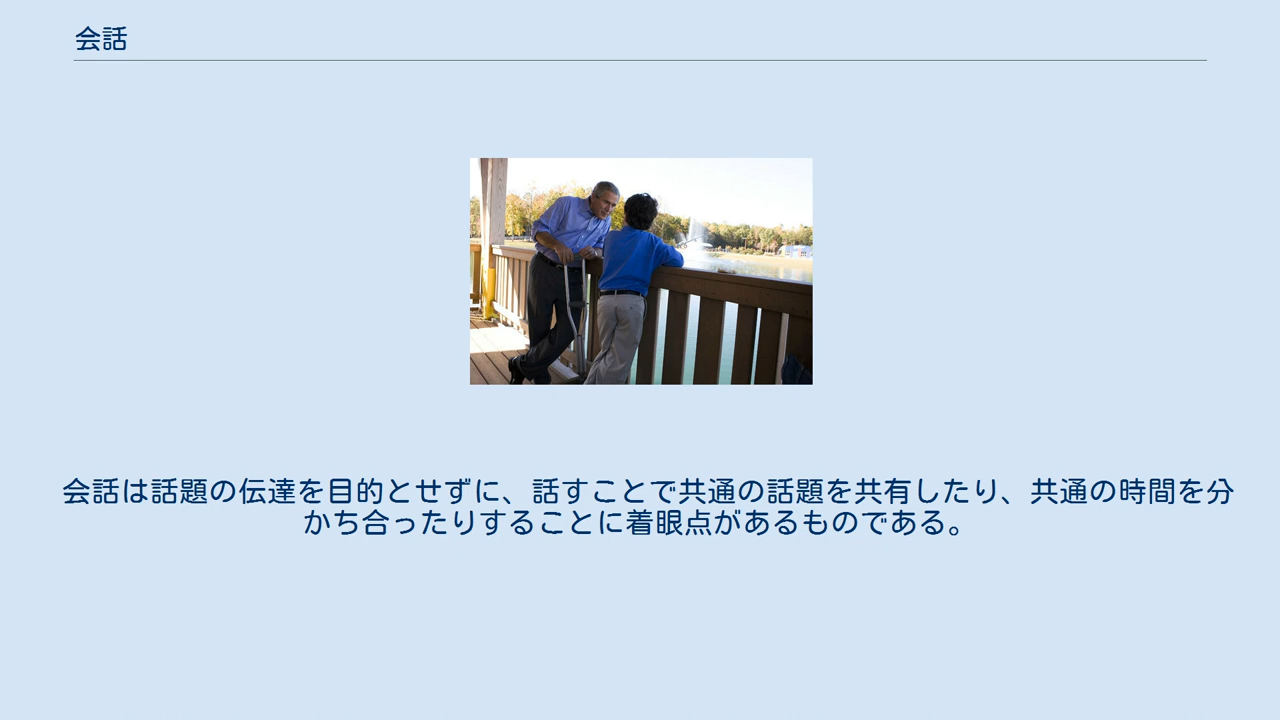 会話
会話は話題の伝達を目的とせずに、話すことで共通の話題を共有したり、共通の時間を分
かち合ったりすることに着眼点があるものである。